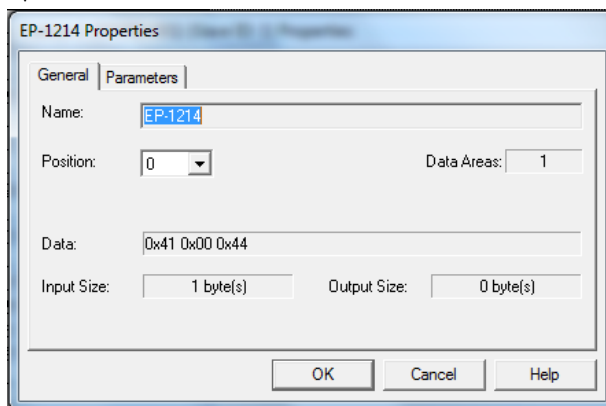 EP-1214 Properties
General Parameters
Name: EP-1214
Position: 0 Data Areas: 1
Data: 0x41 0x00 0x44
Input Size: 1 byte(s) Output Size: 0 byte(s)
OK Cancel Help